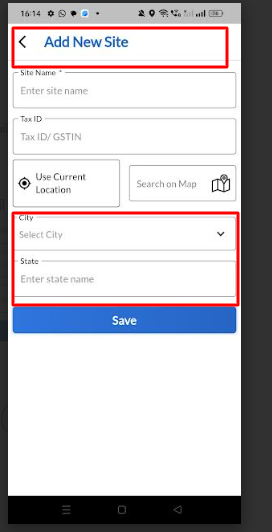 16:14
Add New Site
Site Name *
Enter site name
Tax ID
Tax ID/ GSTIN
Use Current
Location
Search on Map
City
Select City
State
Enter state name
Save